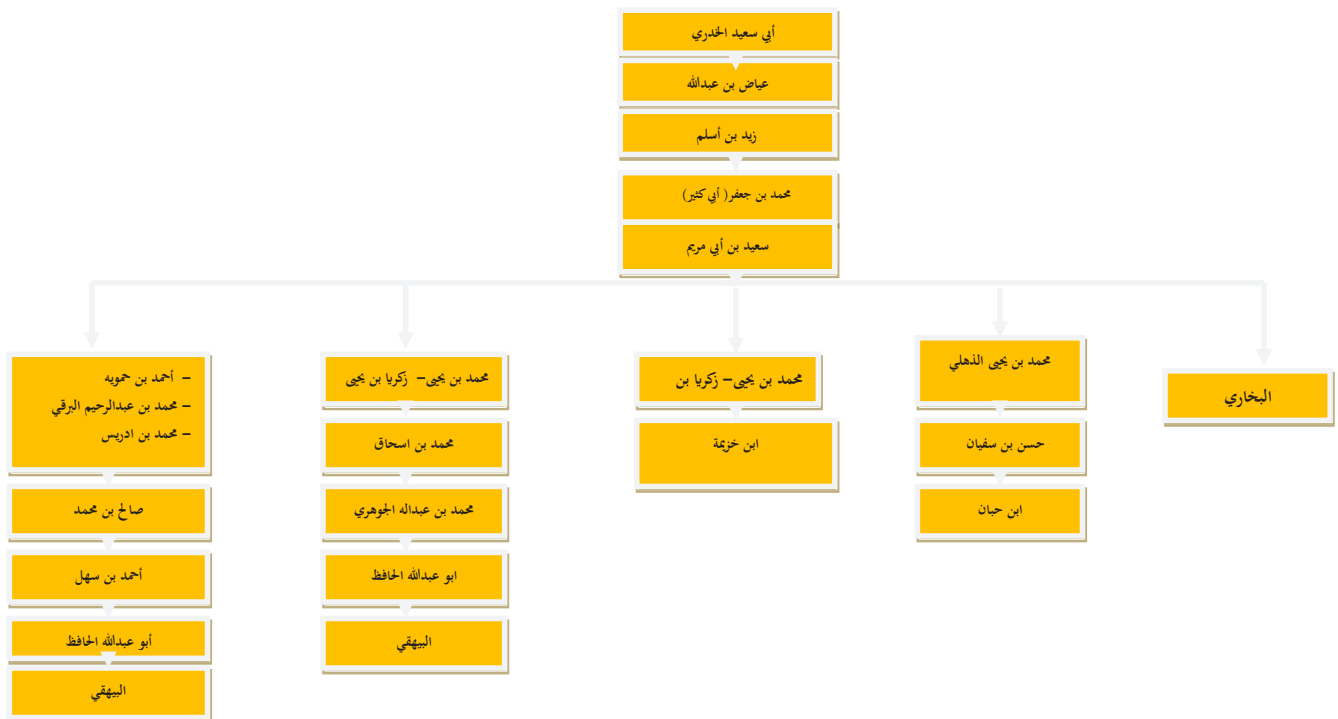 أبي سعيد الخدري
عياض بن عبدالله
زيد بن أسلم
محمد بن جعفر( أبي كثير)
سعيد بن أبي مريم
البخاري
محمد بن يحيى الذهلي
حسن بن سفيان
ابن حبان
محمد بن يحيى– زكريا بن
ابن خزيمة
محمد بن يحيى– زكريا بن يحيى
محمد بن اسحاق
محمد بن عبداله الجوهري
ابو عبدالله الحافظ
البيهقي
– أحمد بن حمويه
– محمد بن عبدالرحيم البرقي
– محمد بن ادريس
صالح بن محمد
أحمد بن سهل
أبو عبدالله الحافظ
البيهقي